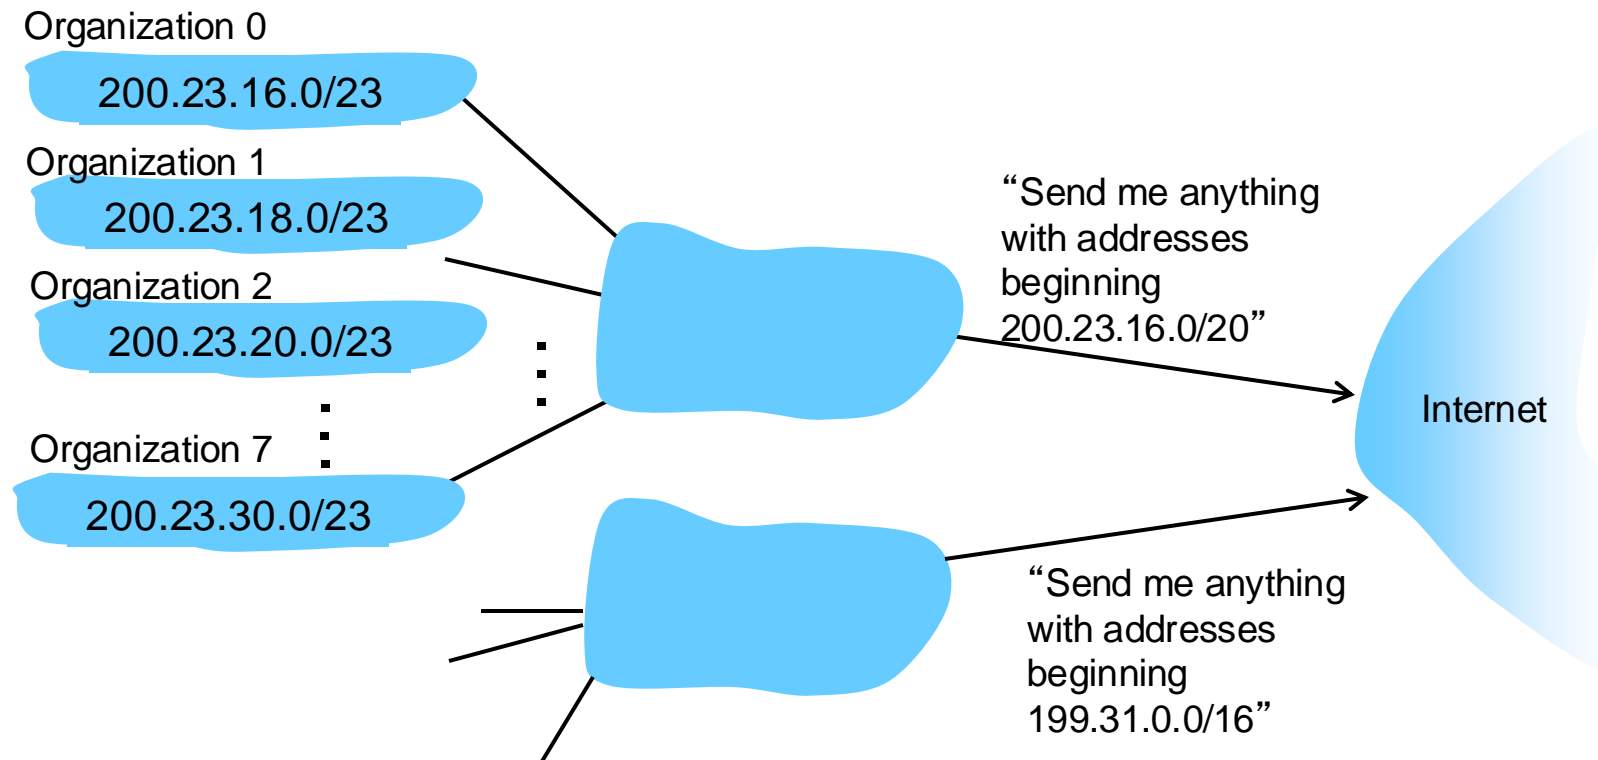 Organization 0
200.23.16.0/23
Organization 1
200.23.18.0/23
Organization 2
200.23.20.0/23
Organization 7
200.23.30.0/23
“Send me anything
with addresses
beginning
200.23.16.0/20”
Internet
“Send me anything
with addresses
beginning
199.31.0.0/16”